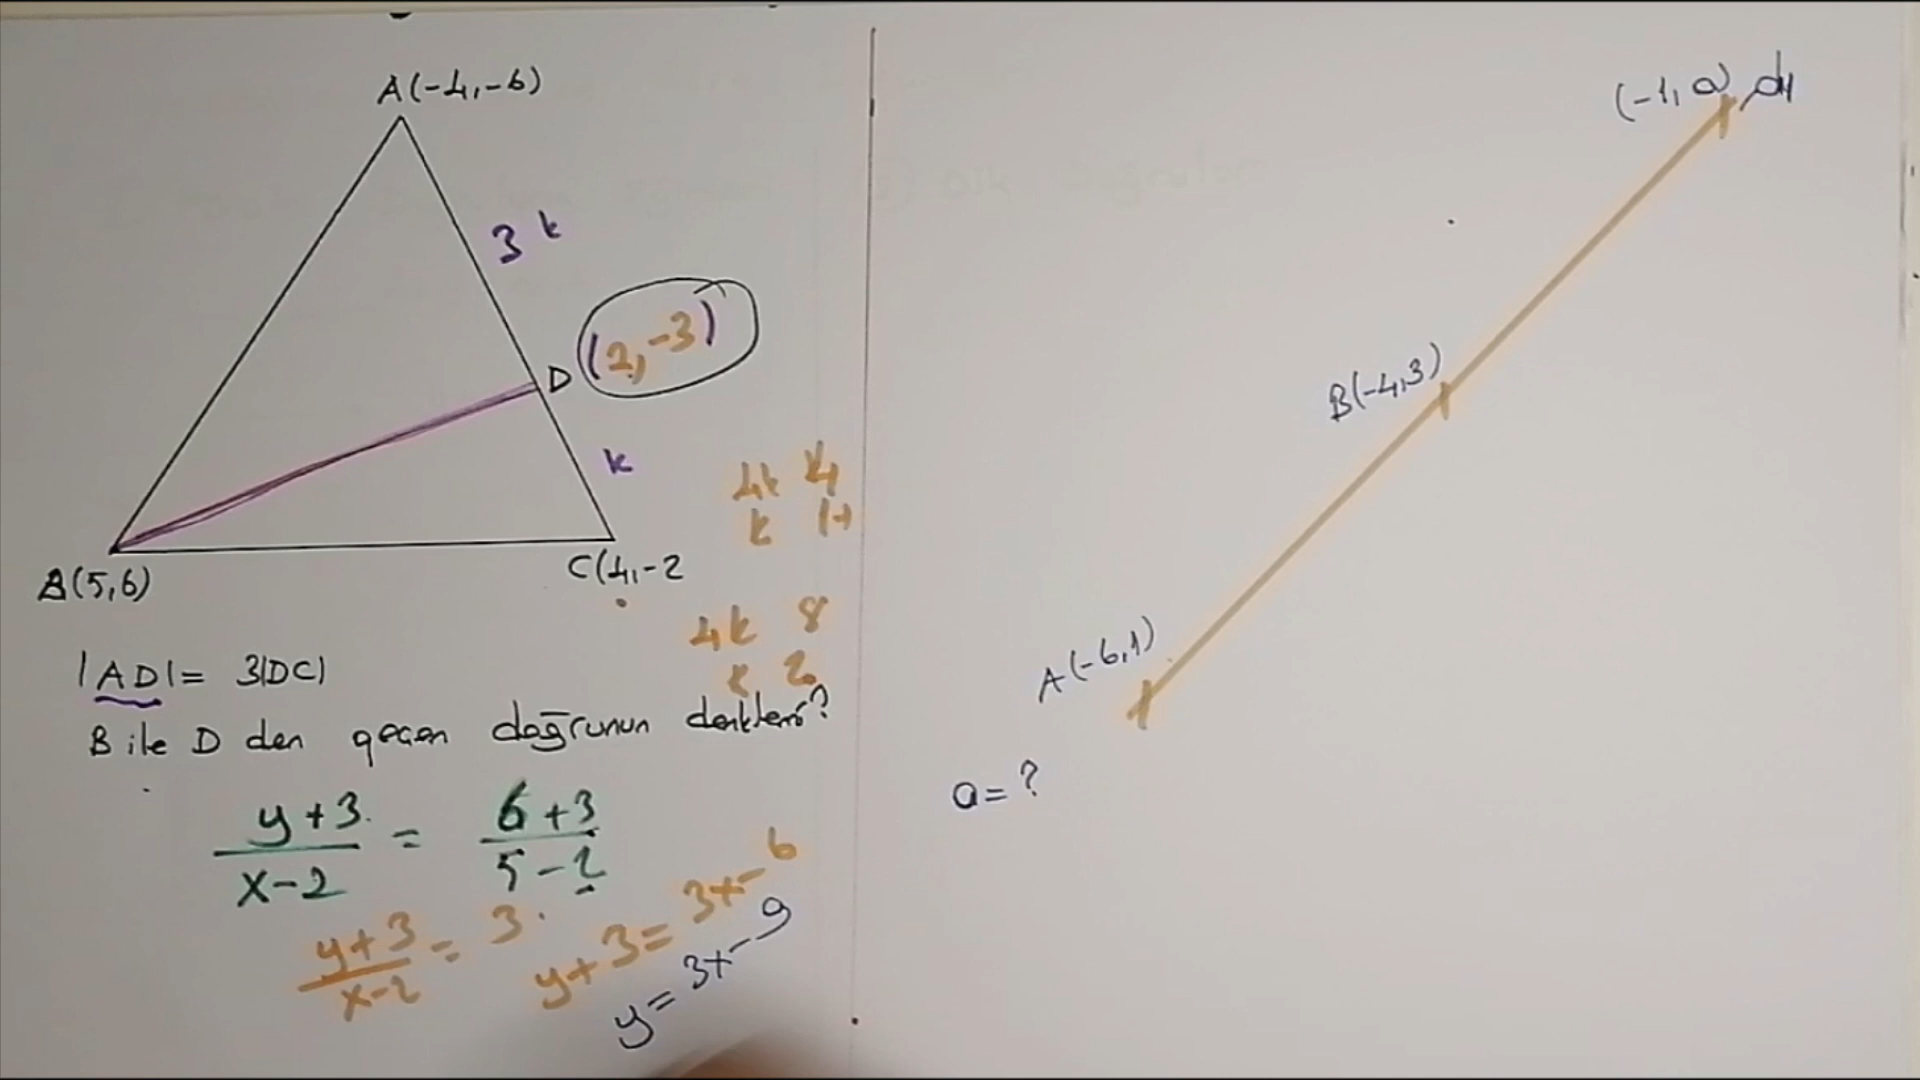 A(-4,-6)
3k
D (2,-3)
k
B(5,6)
C(4,-2
4k 4
k 1
4k 8
k 2
|AD|= 3|DC|
B ile D den geçen doğrunun denklemi?
y+3 / x-2 = 6+3 / 5-2
y+3 / x-2 = 3.
y+3 = 3x-6
y = 3x-9
(-1, a)
B(-4,3)
A(-6,1)
a= ?